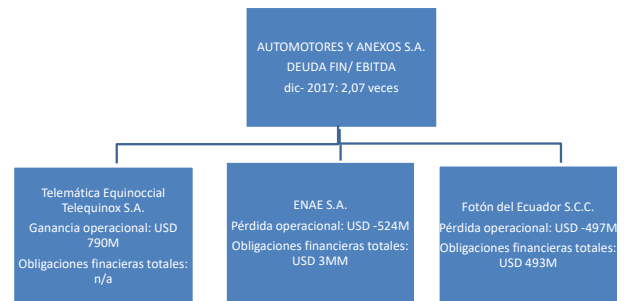 AUTOMOTORES Y ANEXOS S.A.
DEUDA FIN/ EBITDA
dic- 2017: 2,07 veces
Telemática Equinoccial
Telequinox S.A.
Ganancia operacional: USD
790M
Obligaciones financieras totales:
n/a
ENAE S.A.
Pérdida operacional: USD -524M
Obligaciones financieras totales:
USD 3MM
Fotón del Ecuador S.C.C.
Pérdida operacional: USD -497M
Obligaciones financieras totales:
USD 493M